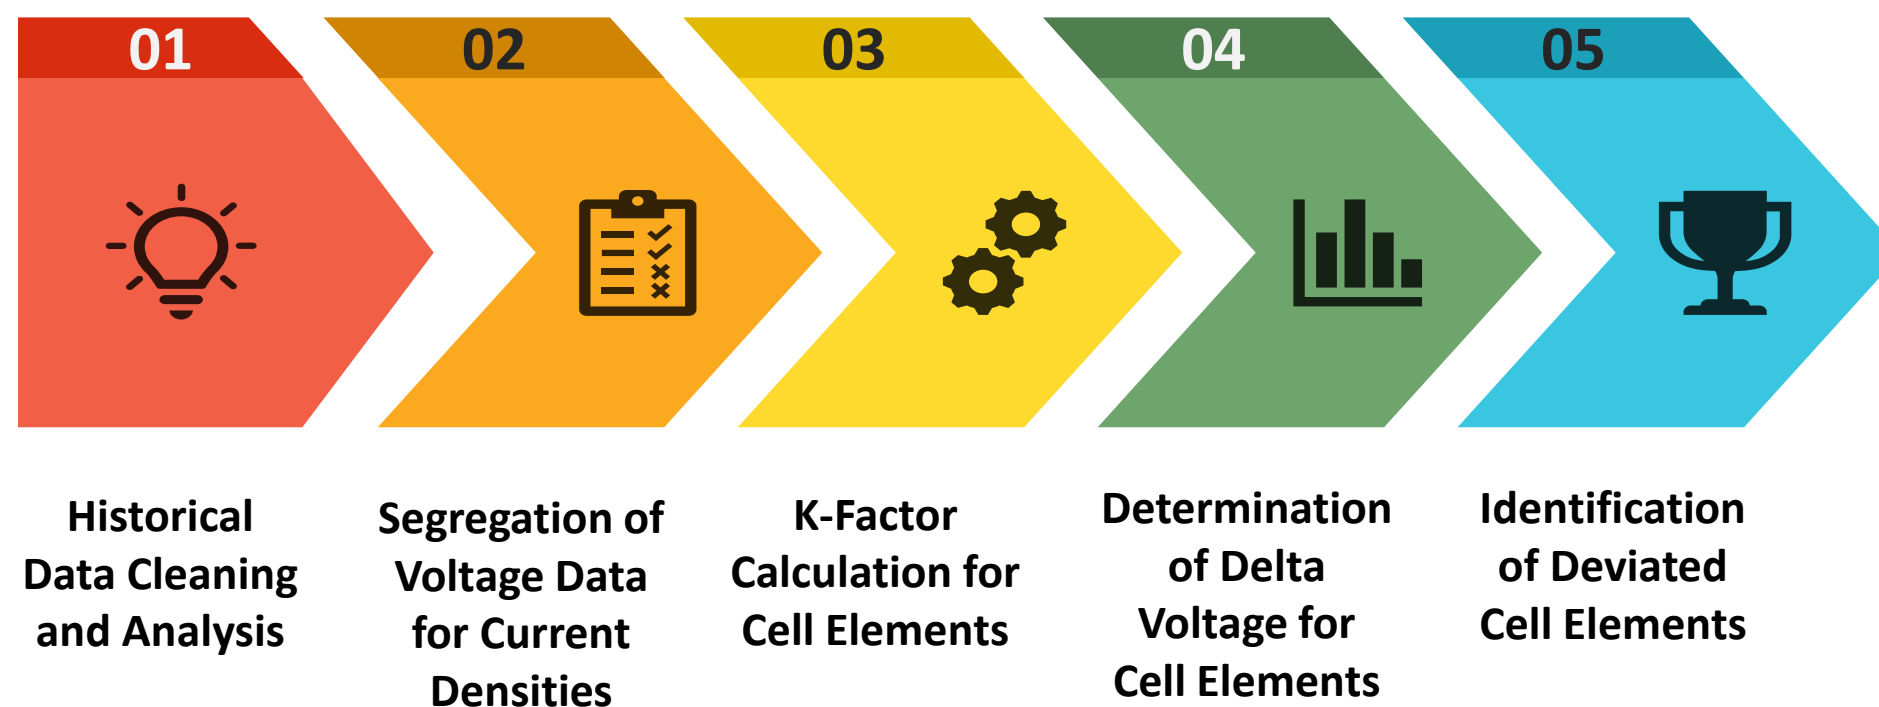 01
02
03
04
05
Historical
Data Cleaning
and Analysis
Segregation of
Voltage Data
for Current
Densities
K-Factor
Calculation for
Cell Elements
Determination
of Delta
Voltage for
Cell Elements
Identification
of Deviated
Cell Elements